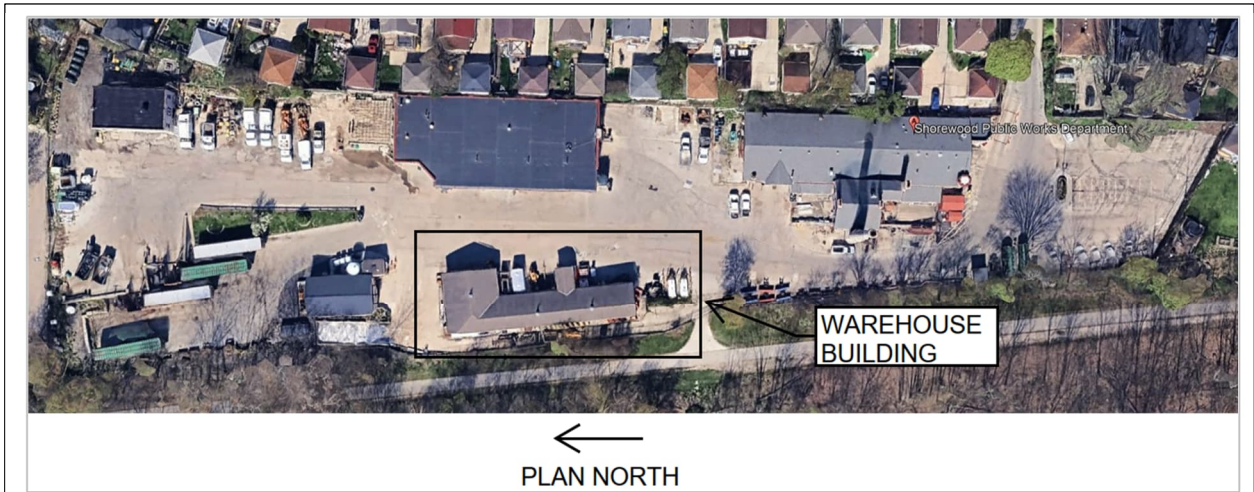 Shorewood Public Works Department
WAREHOUSE
BUILDING
PLAN NORTH